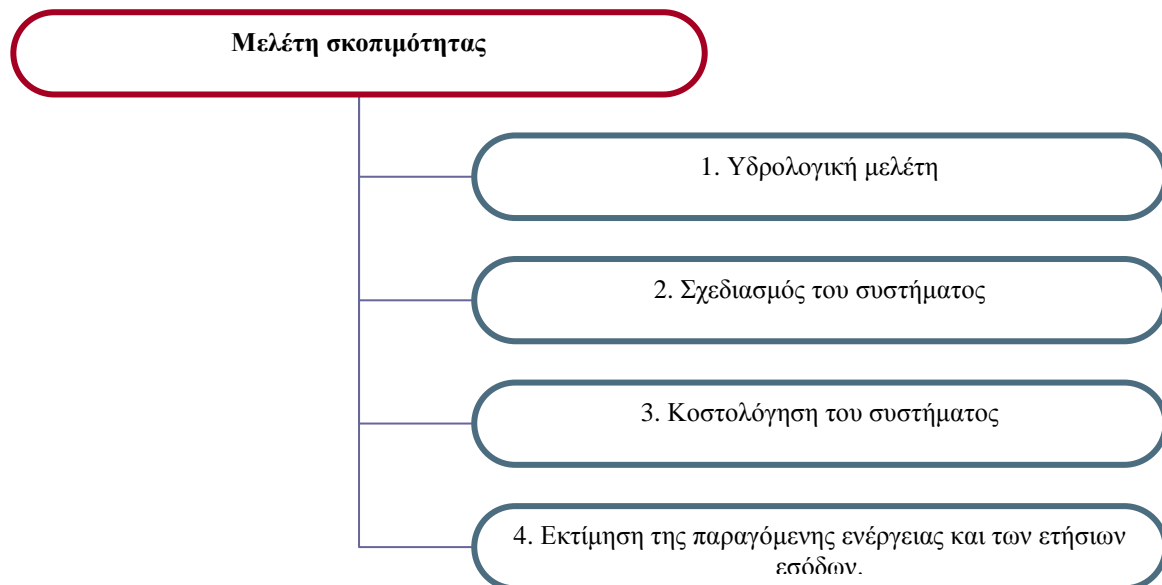 Μελέτη σκοπιμότητας
1. Υδρολογική μελέτη
2. Σχεδιασμός του συστήματος
3. Κοστολόγηση του συστήματος
4. Εκτίμηση της παραγόμενης ενέργειας και των ετήσιων
εσόδων.